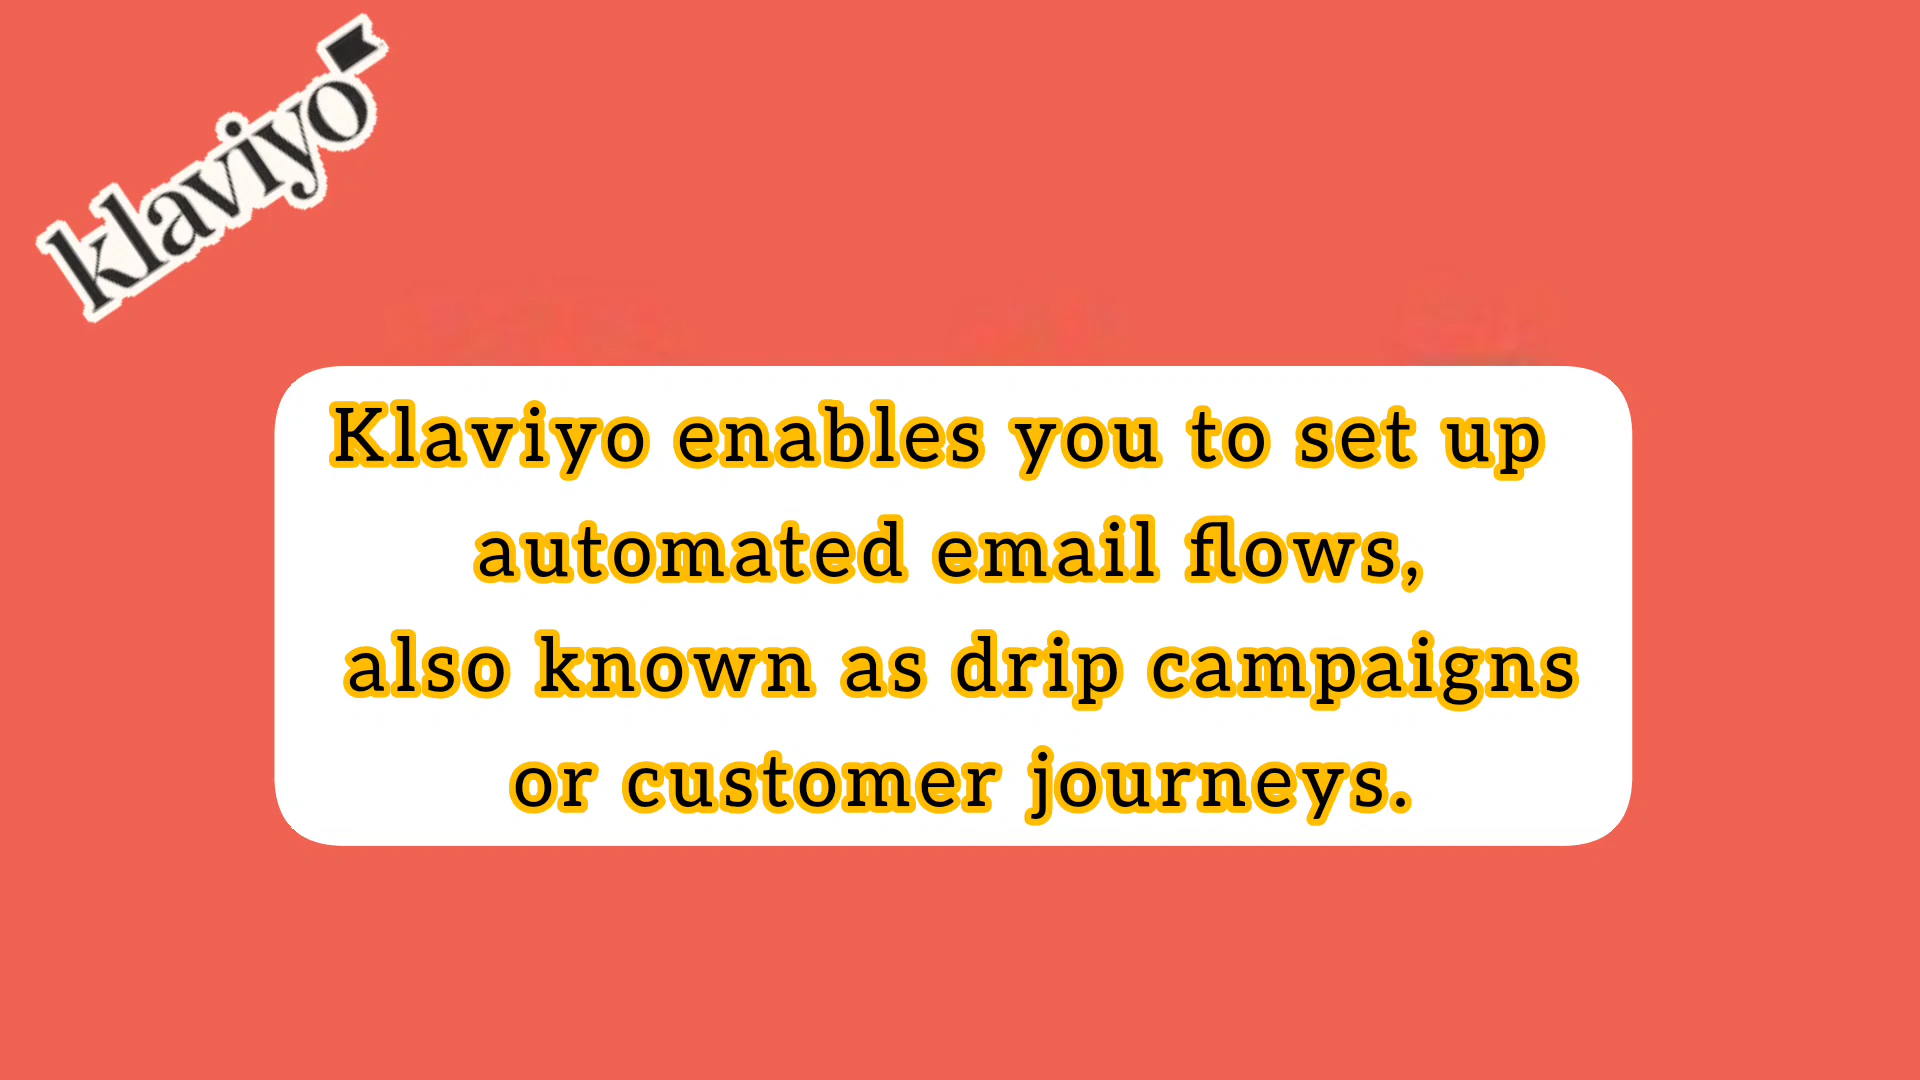 klaviyo
Klaviyo enables you to set up
automated email flows,
also known as drip campaigns
or customer journeys.